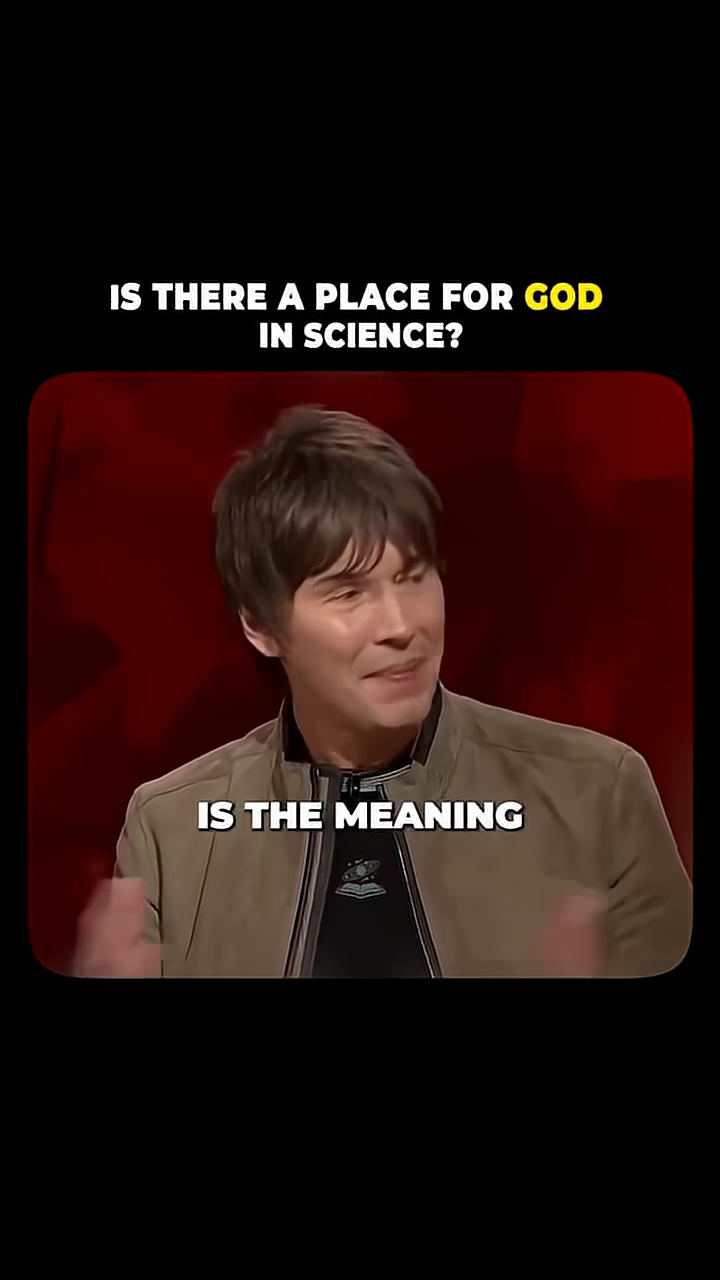 IS THERE A PLACE FOR GOD
IN SCIENCE?
IS THE MEANING